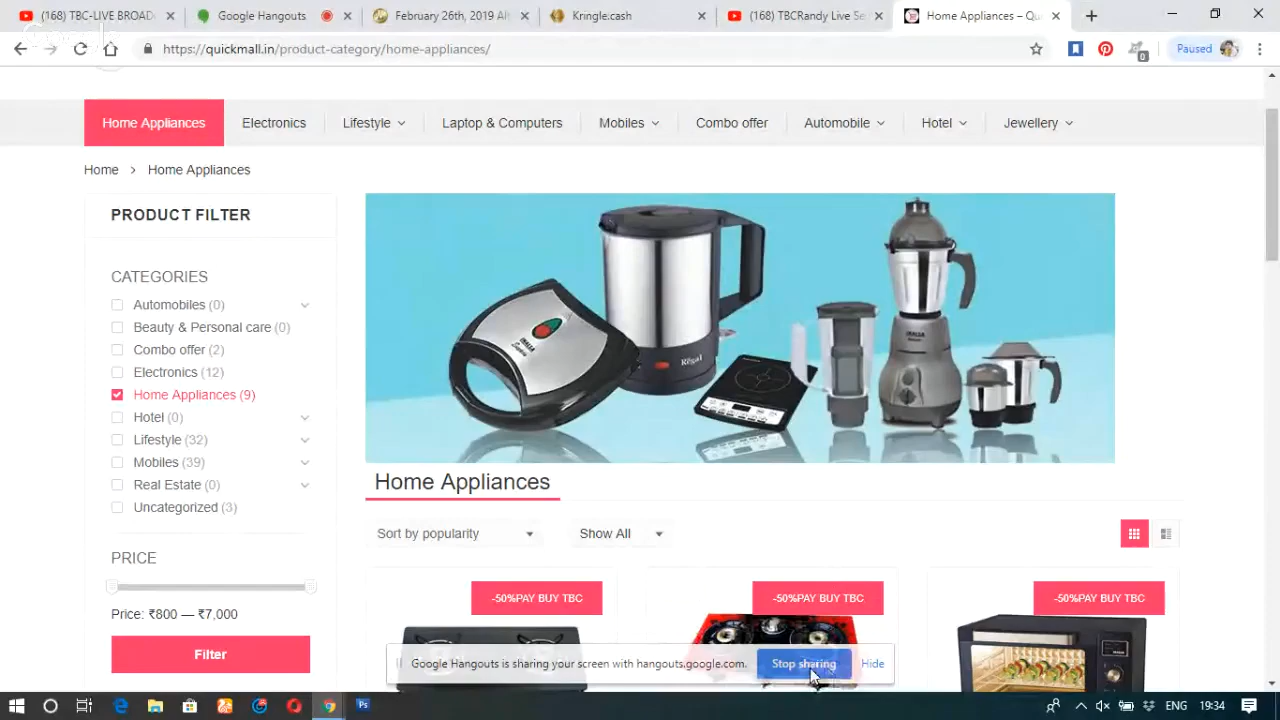 (168) TBC-LIVE BROAD
Google Hangouts
February 20th, 2019 Al
Kringle.cash
(168) TBCRandy Live Se
Home Appliances – Qu
https://quickmall.in/product-category/home-appliances/
0
Paused
Home Appliances
Electronics
Lifestyle
Laptop & Computers
Mobiles
Combo offer
Automobile
Hotel
Jewellery
Home > Home Appliances
PRODUCT FILTER
CATEGORIES
Automobiles (0)
Beauty & Personal care (0)
Combo offer (2)
Electronics (12)
Home Appliances (9)
Hotel (0)
Lifestyle (32)
Mobiles (39)
Real Estate (0)
Uncategorized (3)
PRICE
Price: ₹800 — ₹7,000
Filter
Regal
INALSA
Home Appliances
Sort by popularity
Show All
-50%PAY BUY TBC
-50%PAY BUY TBC
-50%PAY BUY TBC
Google Hangouts is sharing your screen with hangouts.google.com.
Stop sharing
Hide
ENG
19:34